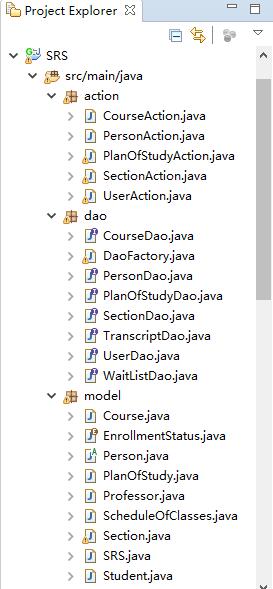 Project Explorer
SRS
src/main/java
action
CourseAction.java
PersonAction.java
PlanOfStudyAction.java
SectionAction.java
UserAction.java
dao
CourseDao.java
DaoFactory.java
PersonDao.java
PlanOfStudyDao.java
SectionDao.java
TranscriptDao.java
UserDao.java
WaitListDao.java
model
Course.java
EnrollmentStatus.java
Person.java
PlanOfStudy.java
Professor.java
ScheduleOfClasses.java
Section.java
SRS.java
Student.java